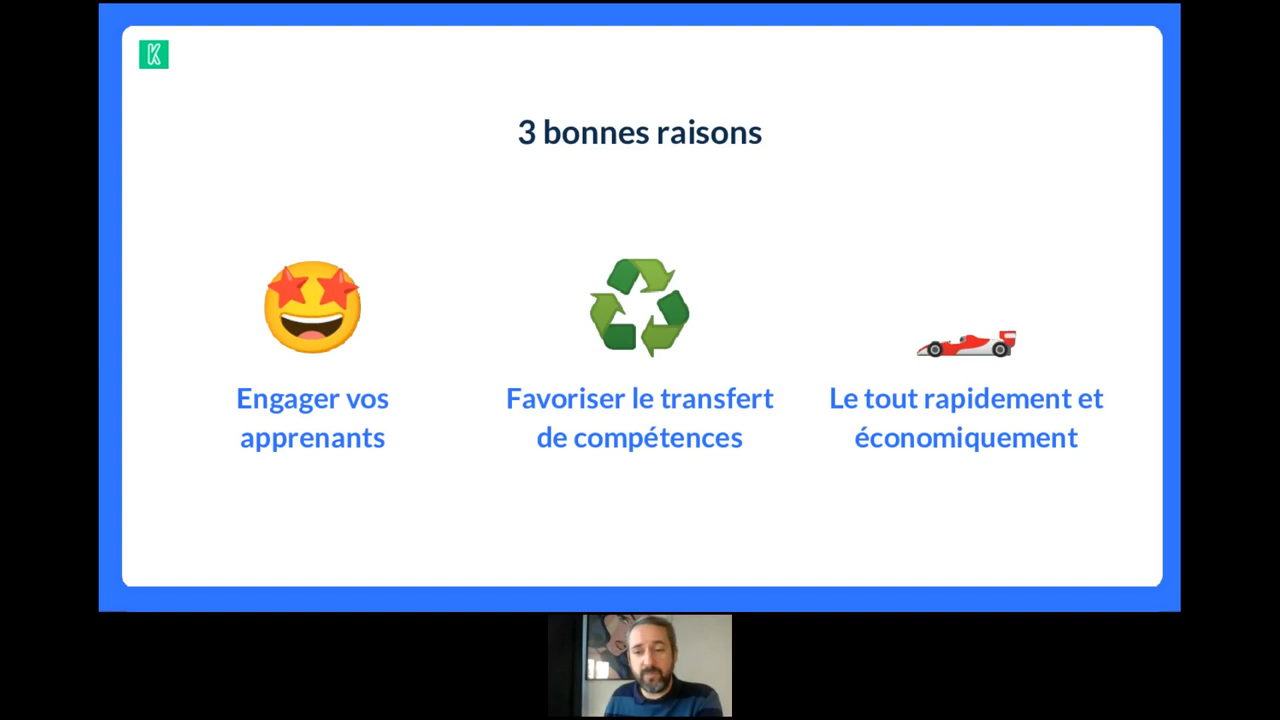 K
3 bonnes raisons
Engager vos
apprenants
Favoriser le transfert
de compétences
Le tout rapidement et
économiquement